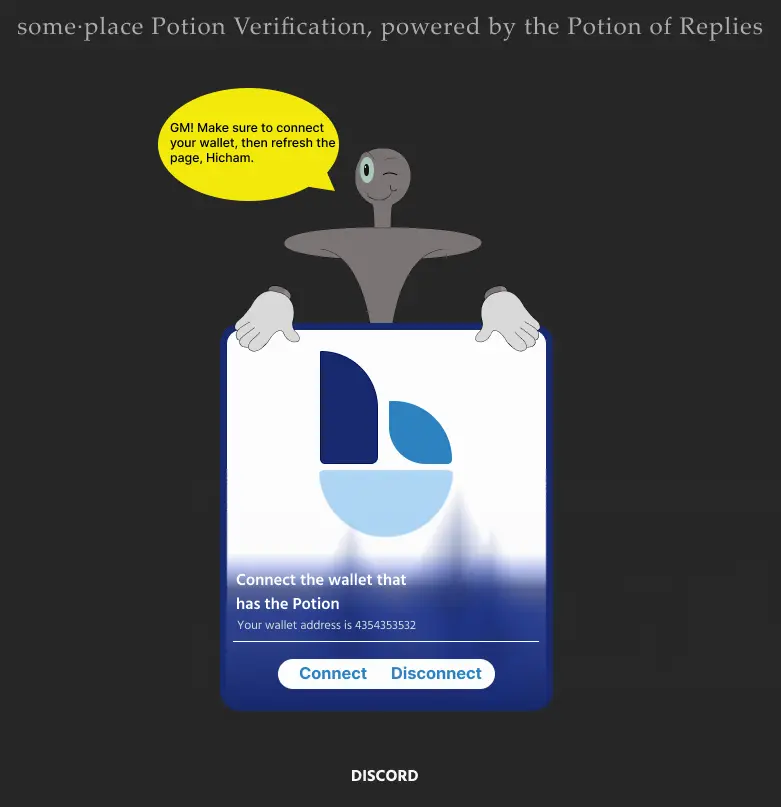 some·place Potion Verification, powered by the Potion of Replies
GM! Make sure to connect
your wallet, then refresh the
page, Hicham.
Connect the wallet that
has the Potion
Your wallet address is 4354353532
Connect Disconnect
DISCORD